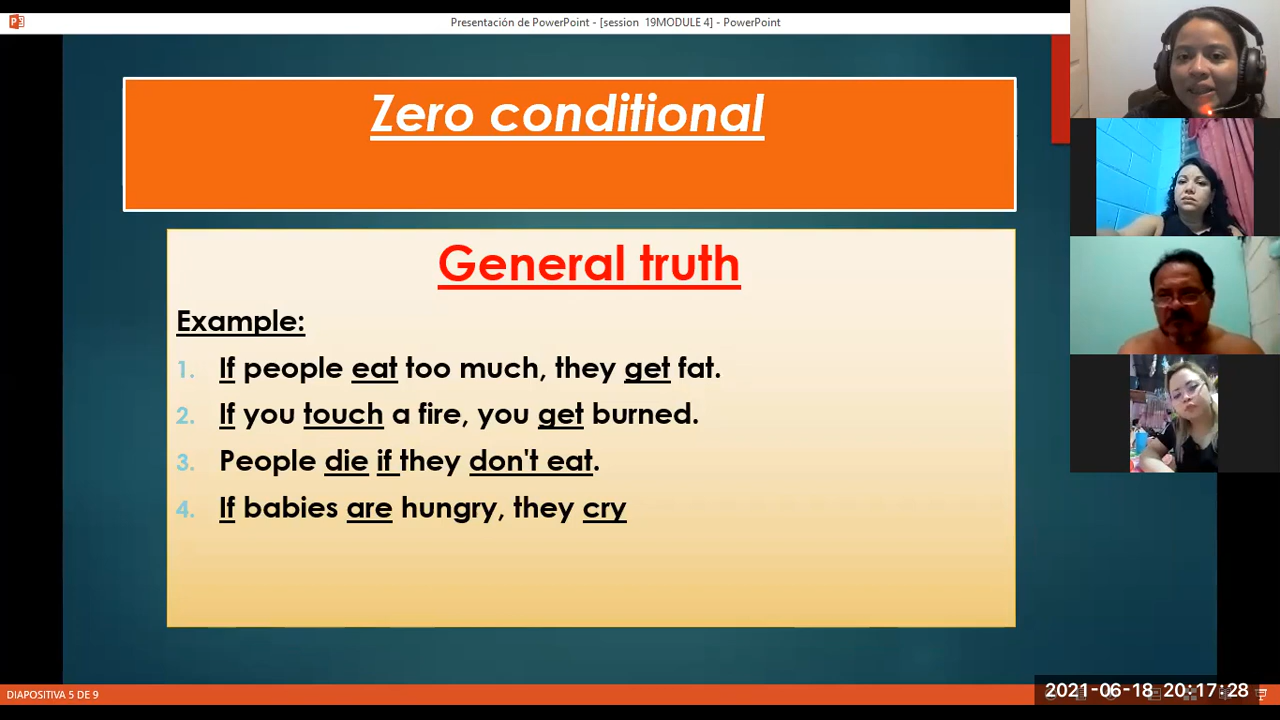 Presentación de PowerPoint - [session  19MODULE 4] - PowerPoint
Zero conditional
General truth
Example:
1. If people eat too much, they get fat.
2. If you touch a fire, you get burned.
3. People die if they don't eat.
4. If babies are hungry, they cry
DIAPOSITIVA 5 DE 9
2021-06-18 20:17:28